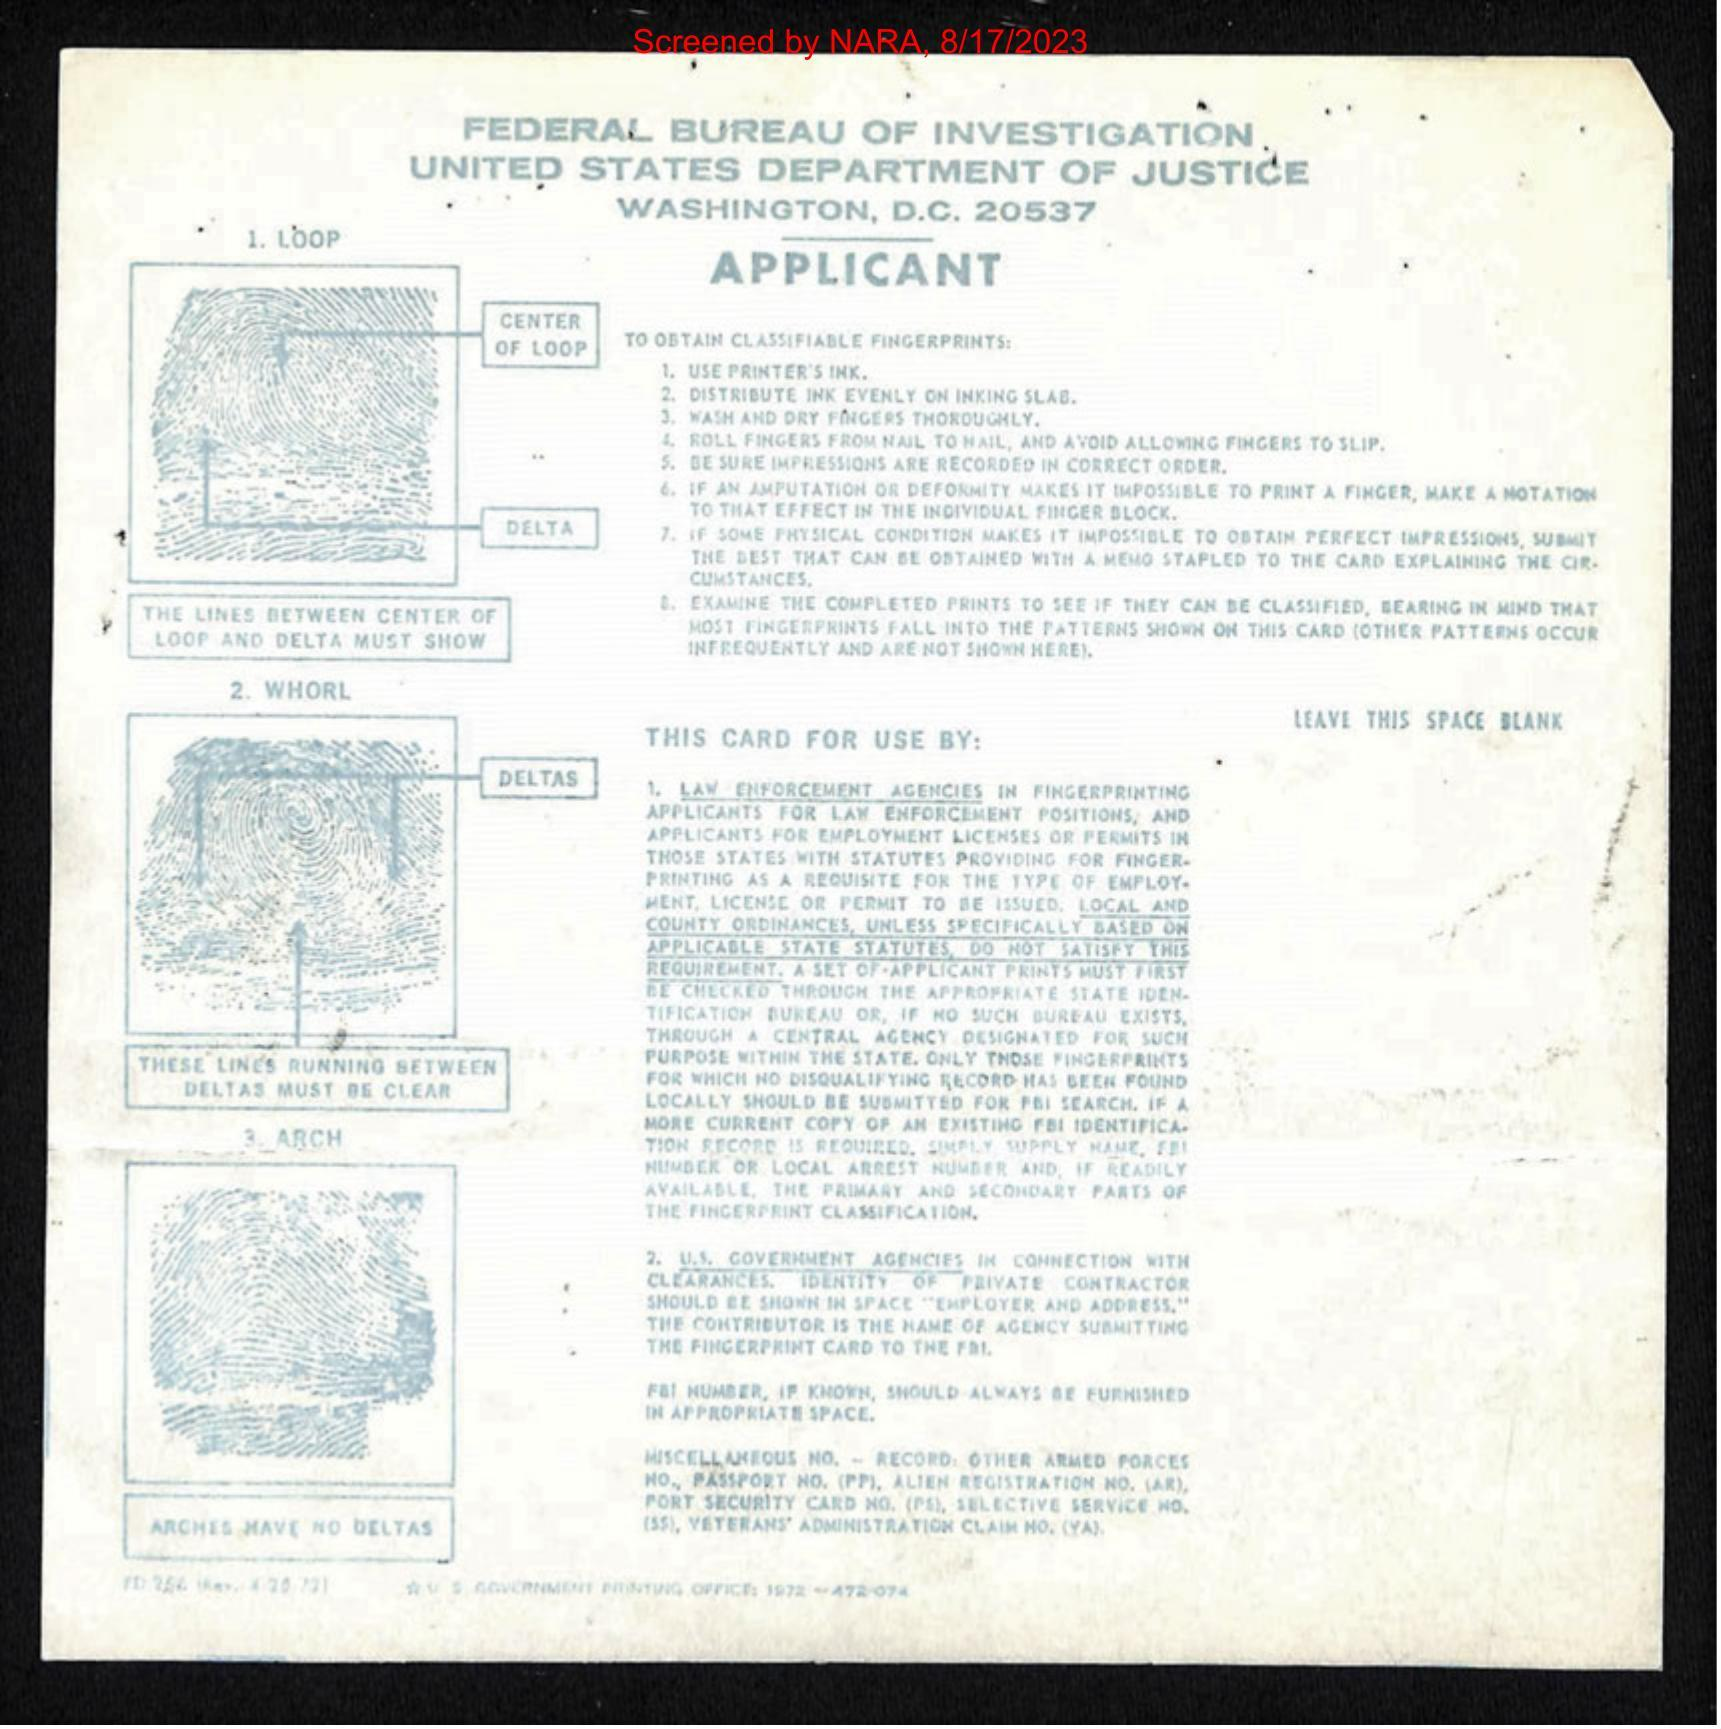 Screened by NARA, 8/17/2023
FEDERAL BUREAU OF INVESTIGATION
UNITED STATES DEPARTMENT OF JUSTICE
WASHINGTON, D.C. 20537
APPLICANT
1. LOOP
CENTER
OF LOOP
DELTA
THE LINES BETWEEN CENTER OF
LOOP AND DELTA MUST SHOW
2. WHORL
DELTAS
THESE LINES RUNNING BETWEEN
DELTAS MUST BE CLEAR
3. ARCH
ARCHES HAVE NO DELTAS
TO OBTAIN CLASSIFIABLE FINGERPRINTS:
1. USE PRINTER'S INK.
2. DISTRIBUTE INK EVENLY ON INKING SLAB.
3. WASH AND DRY FINGERS THOROUGHLY.
4. ROLL FINGERS FROM NAIL TO NAIL, AND AVOID ALLOWING FINGERS TO SLIP.
5. BE SURE IMPRESSIONS ARE RECORDED IN CORRECT ORDER.
6. IF AN AMPUTATION OR DEFORMITY MAKES IT IMPOSSIBLE TO PRINT A FINGER, MAKE A NOTATION
TO THAT EFFECT IN THE INDIVIDUAL FINGER BLOCK.
7. IF SOME PHYSICAL CONDITION MAKES IT IMPOSSIBLE TO OBTAIN PERFECT IMPRESSIONS, SUBMIT
THE BEST THAT CAN BE OBTAINED WITH A MEMO STAPLED TO THE CARD EXPLAINING THE CIR-
CUMSTANCES.
8. EXAMINE THE COMPLETED PRINTS TO SEE IF THEY CAN BE CLASSIFIED, BEARING IN MIND THAT
MOST FINGERPRINTS FALL INTO THE PATTERNS SHOWN ON THIS CARD (OTHER PATTERNS OCCUR
INFREQUENTLY AND ARE NOT SHOWN HERE).
LEAVE THIS SPACE BLANK
THIS CARD FOR USE BY:
1. LAW ENFORCEMENT AGENCIES IN FINGERPRINTING
APPLICANTS FOR LAW ENFORCEMENT POSITIONS, AND
APPLICANTS FOR EMPLOYMENT LICENSES OR PERMITS IN
THOSE STATES WITH STATUTES PROVIDING FOR FINGER-
PRINTING AS A REQUISITE FOR THE TYPE OF EMPLOY-
MENT, LICENSE OR PERMIT TO BE ISSUED. LOCAL AND
COUNTY ORDINANCES, UNLESS SPECIFICALLY BASED ON
APPLICABLE STATE STATUTES, DO NOT SATISFY THIS
REQUIREMENT. A SET OF APPLICANT PRINTS MUST FIRST
BE CHECKED THROUGH THE APPROPRIATE STATE IDEN-
TIFICATION BUREAU OR, IF NO SUCH BUREAU EXISTS,
THROUGH A CENTRAL AGENCY DESIGNATED FOR SUCH
PURPOSE WITHIN THE STATE. ONLY THOSE FINGERPRINTS
FOR WHICH NO DISQUALIFYING RECORD HAS BEEN FOUND
LOCALLY SHOULD BE SUBMITTED FOR FBI SEARCH. IF A
MORE CURRENT COPY OF AN EXISTING FBI IDENTIFICA-
TION RECORD IS REQUIRED, SIMPLY SUPPLY NAME, FBI
NUMBER OR LOCAL ARREST NUMBER AND, IF READILY
AVAILABLE, THE PRIMARY AND SECONDARY PARTS OF
THE FINGERPRINT CLASSIFICATION.
2. U.S. GOVERNMENT AGENCIES IN CONNECTION WITH
CLEARANCES. IDENTITY OF PRIVATE CONTRACTOR
SHOULD BE SHOWN IN SPACE "EMPLOYER AND ADDRESS."
THE CONTRIBUTOR IS THE NAME OF AGENCY SUBMITTING
THE FINGERPRINT CARD TO THE FBI.
FBI NUMBER, IF KNOWN, SHOULD ALWAYS BE FURNISHED
IN APPROPRIATE SPACE.
MISCELLANEOUS NO. - RECORD: OTHER ARMED FORCES
NO., PASSPORT NO. (PP), ALIEN REGISTRATION NO. (AR),
PORT SECURITY CARD NO. (PS), SELECTIVE SERVICE NO.
(SS), VETERANS' ADMINISTRATION CLAIM NO. (VA).
☆ U. S. GOVERNMENT PRINTING OFFICE: 1972 - 472-074